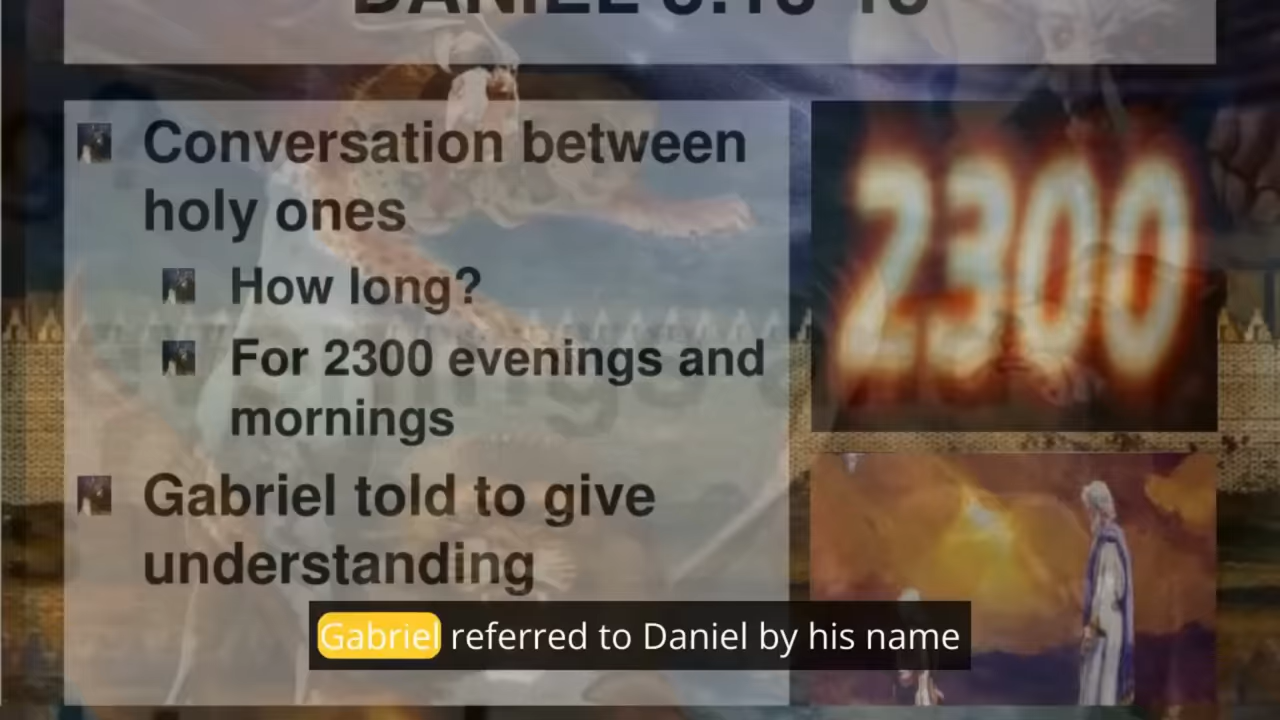 DANIEL
Conversation between
holy ones
How long?
For 2300 evenings and
mornings
Gabriel told to give
understanding
2300
Gabriel referred to Daniel by his name